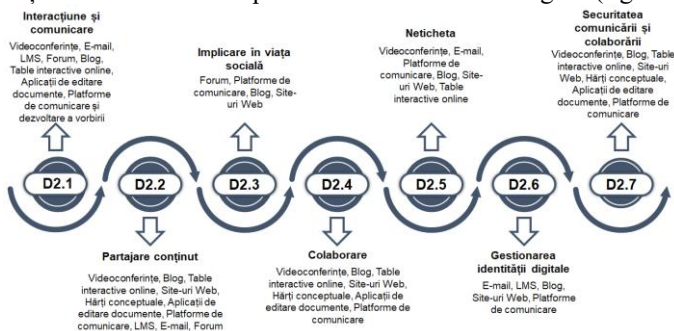 Interacțiune și
comunicare
Videoconferințe, E-mail,
LMS, Forum, Blog,
Table interactive online,
Aplicații de editare
documente, Platforme
de comunicare și
dezvoltare a vorbirii
Implicare în viața
socială
Forum, Platforme de
comunicare, Blog, Site-
uri Web
Neticheta
Videoconferințe, E-mail,
Platforme de
comunicare, Blog, Site-
uri Web, Table
interactive online
Securitatea
comunicării și
colaborării
Videoconferințe, Blog, Table
interactive online, Site-uri
Web, Hărți conceptuale,
Aplicații de editare
documente, Platforme de
comunicare
D2.1
D2.2
D2.3
D2.4
D2.5
D2.6
D2.7
Partajare conținut
Videoconferințe, Blog, Table
interactive online, Site-uri Web,
Hărți conceptuale, Aplicații de
editare documente, Platforme de
comunicare, LMS, E-mail, Forum
Colaborare
Videoconferințe, Blog, Table
interactive online, Site-uri Web,
Hărți conceptuale, Aplicații de
editare documente, Platforme de
comunicare
Gestionarea
identității digitale
E-mail, LMS, Blog,
Site-uri Web, Platforme
de comunicare